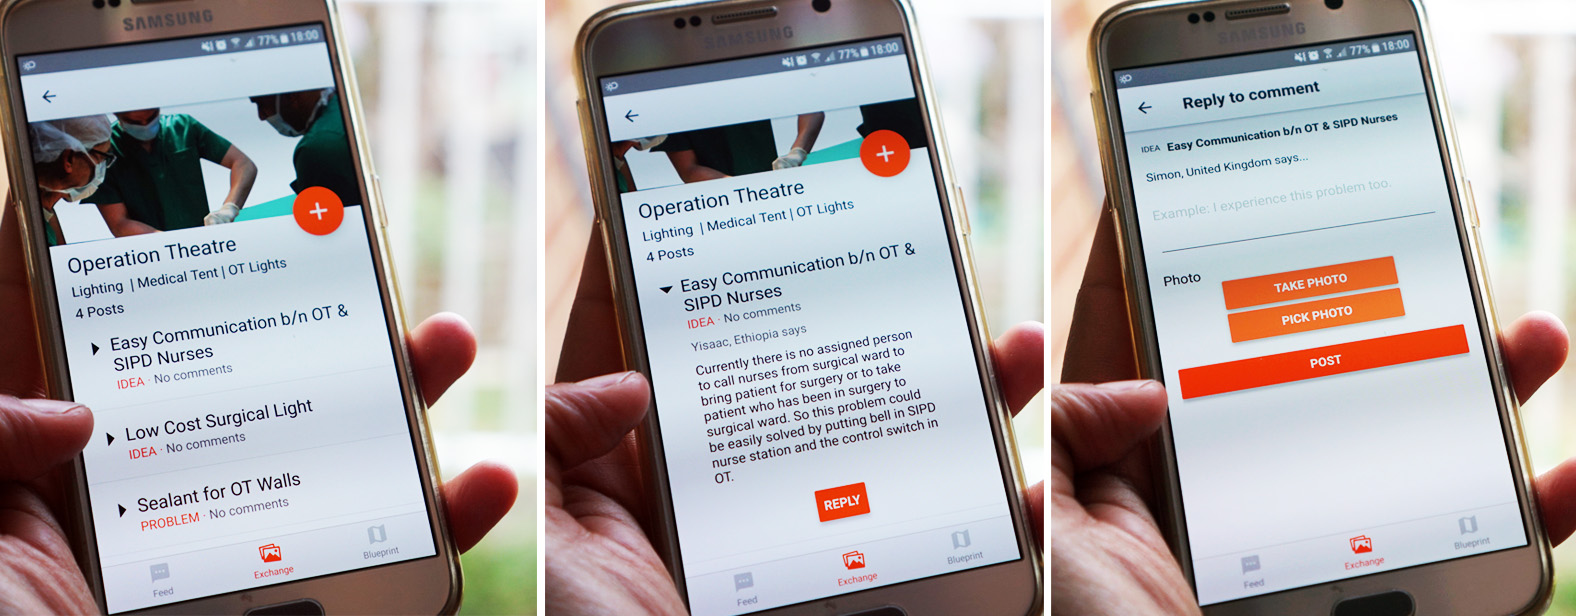 SAMSUNG
77% 18:00
Operation Theatre
Lighting | Medical Tent | OT Lights
4 Posts
Easy Communication b/n OT &
SIPD Nurses
IDEA · No comments
Low Cost Surgical Light
IDEA · No comments
Sealant for OT Walls
PROBLEM · No comments
Feed
Exchange
Blueprint
SAMSUNG
77% 18:00
Operation Theatre
Lighting | Medical Tent | OT Lights
4 Posts
Easy Communication b/n OT &
SIPD Nurses
IDEA · No comments
Yisaac, Ethiopia says
Currently there is no assigned person
to call nurses from surgical ward to
bring patient for surgery or to take
patient who has been in surgery to
surgical ward. So this problem could
be easily solved by putting bell in SIPD
nurse station and the control switch in
OT.
REPLY
Feed
Exchange
Blueprint
SAMSUNG
77% 18:00
Reply to comment
IDEA Easy Communication b/n OT & SIPD Nurses
Simon, United Kingdom says...
Example: I experience this problem too.
Photo
TAKE PHOTO
PICK PHOTO
POST
Feed
Exchange
Blueprint